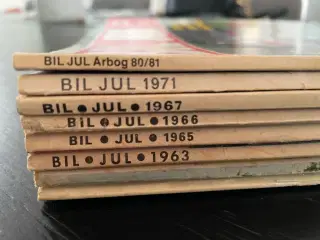 BIL JUL Årbog 80/81
BIL JUL 1971
BIL • JUL • 1967
BIL • JUL • 1966
BIL • JUL • 1965
BIL • JUL • 1963